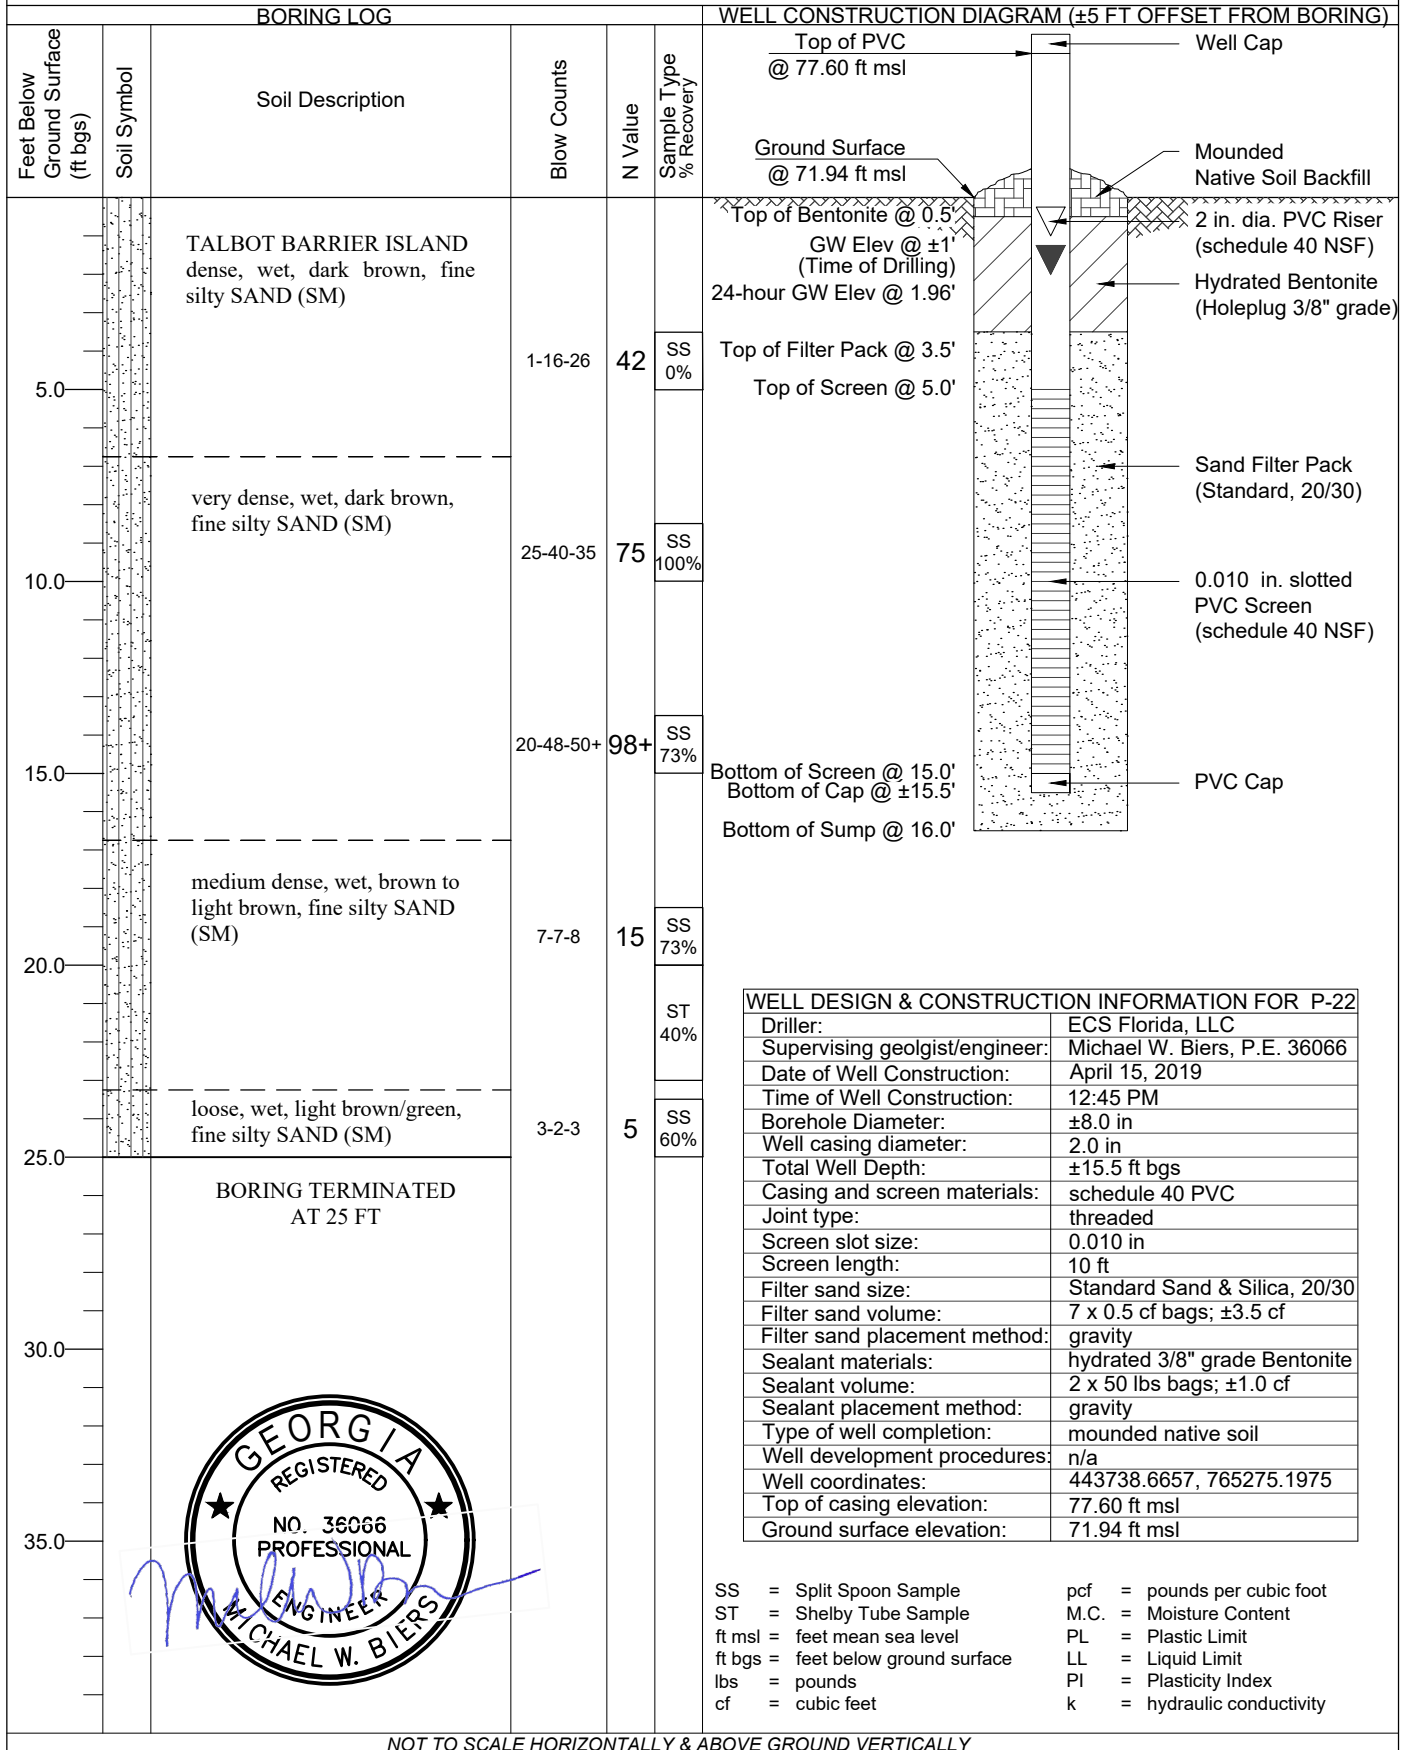 BORING LOG
WELL CONSTRUCTION DIAGRAM (±5 FT OFFSET FROM BORING)
Feet Below
Ground Surface
(ft bgs)
Soil Symbol
Soil Description
Blow Counts
N Value
Sample Type
% Recovery
TALBOT BARRIER ISLAND
dense, wet, dark brown, fine
silty SAND (SM)
1-16-26 42 SS
0%
5.0
very dense, wet, dark brown,
fine silty SAND (SM)
25-40-35 75 SS
100%
10.0
20-48-50+ 98+ SS
73%
15.0
medium dense, wet, brown to
light brown, fine silty SAND
(SM)
7-7-8 15 SS
73%
20.0
ST
40%
loose, wet, light brown/green,
fine silty SAND (SM)
3-2-3 5 SS
60%
25.0
BORING TERMINATED
AT 25 FT
30.0
35.0
GEORGIA
REGISTERED
NO. 36066
PROFESSIONAL
ENGINEER
MICHAEL W. BIERS
Top of PVC
@ 77.60 ft msl
Well Cap
Ground Surface
@ 71.94 ft msl
Mounded
Native Soil Backfill
Top of Bentonite @ 0.5'
2 in. dia. PVC Riser
(schedule 40 NSF)
GW Elev @ ±1'
(Time of Drilling)
24-hour GW Elev @ 1.96'
Hydrated Bentonite
(Holeplug 3/8" grade)
Top of Filter Pack @ 3.5'
Top of Screen @ 5.0'
Sand Filter Pack
(Standard, 20/30)
0.010 in. slotted
PVC Screen
(schedule 40 NSF)
Bottom of Screen @ 15.0'
Bottom of Cap @ ±15.5'
PVC Cap
Bottom of Sump @ 16.0'
WELL DESIGN & CONSTRUCTION INFORMATION FOR P-22
Driller: ECS Florida, LLC
Supervising geolgist/engineer: Michael W. Biers, P.E. 36066
Date of Well Construction: April 15, 2019
Time of Well Construction: 12:45 PM
Borehole Diameter: ±8.0 in
Well casing diameter: 2.0 in
Total Well Depth: ±15.5 ft bgs
Casing and screen materials: schedule 40 PVC
Joint type: threaded
Screen slot size: 0.010 in
Screen length: 10 ft
Filter sand size: Standard Sand & Silica, 20/30
Filter sand volume: 7 x 0.5 cf bags; ±3.5 cf
Filter sand placement method: gravity
Sealant materials: hydrated 3/8" grade Bentonite
Sealant volume: 2 x 50 lbs bags; ±1.0 cf
Sealant placement method: gravity
Type of well completion: mounded native soil
Well development procedures: n/a
Well coordinates: 443738.6657, 765275.1975
Top of casing elevation: 77.60 ft msl
Ground surface elevation: 71.94 ft msl
SS = Split Spoon Sample pcf = pounds per cubic foot
ST = Shelby Tube Sample M.C. = Moisture Content
ft msl = feet mean sea level PL = Plastic Limit
ft bgs = feet below ground surface LL = Liquid Limit
lbs = pounds PI = Plasticity Index
cf = cubic feet k = hydraulic conductivity
NOT TO SCALE HORIZONTALLY & ABOVE GROUND VERTICALLY